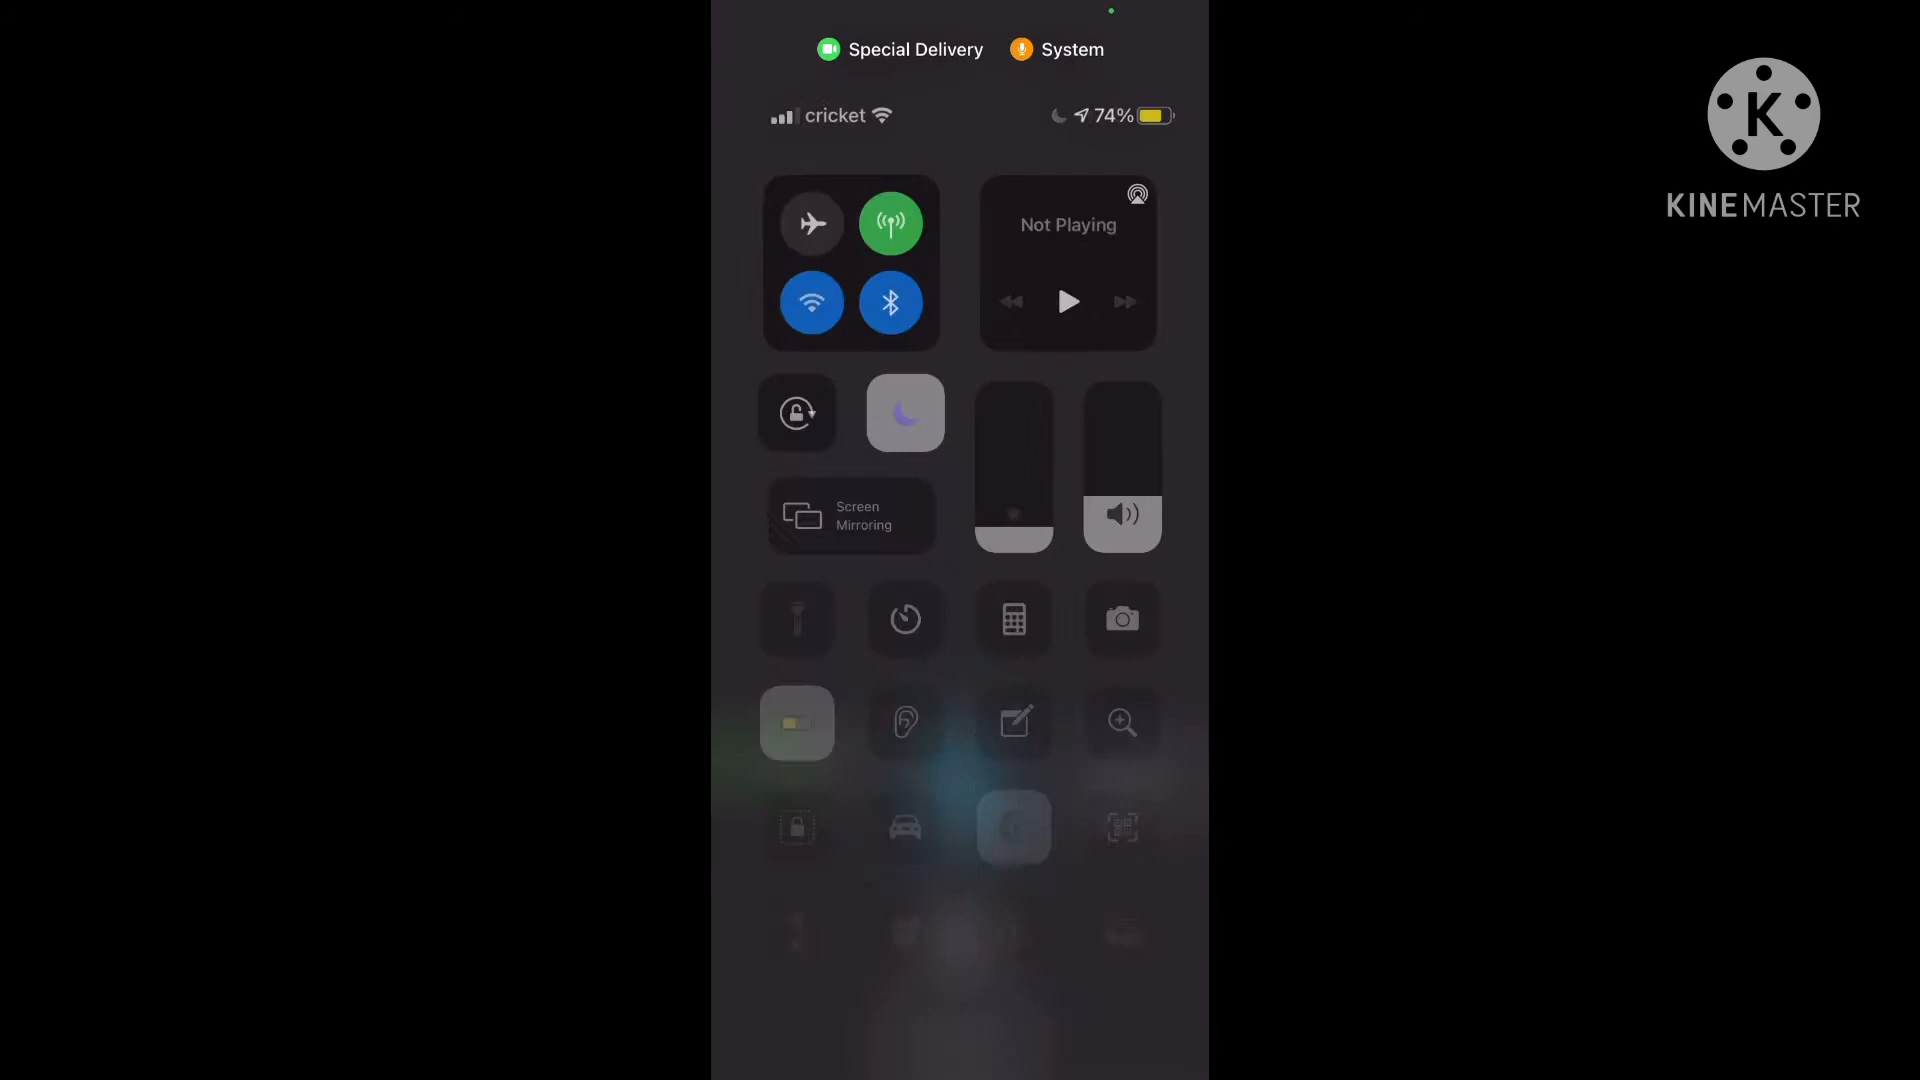 Special Delivery System
cricket 74%
Not Playing
Screen
Mirroring
K
KINEMASTER